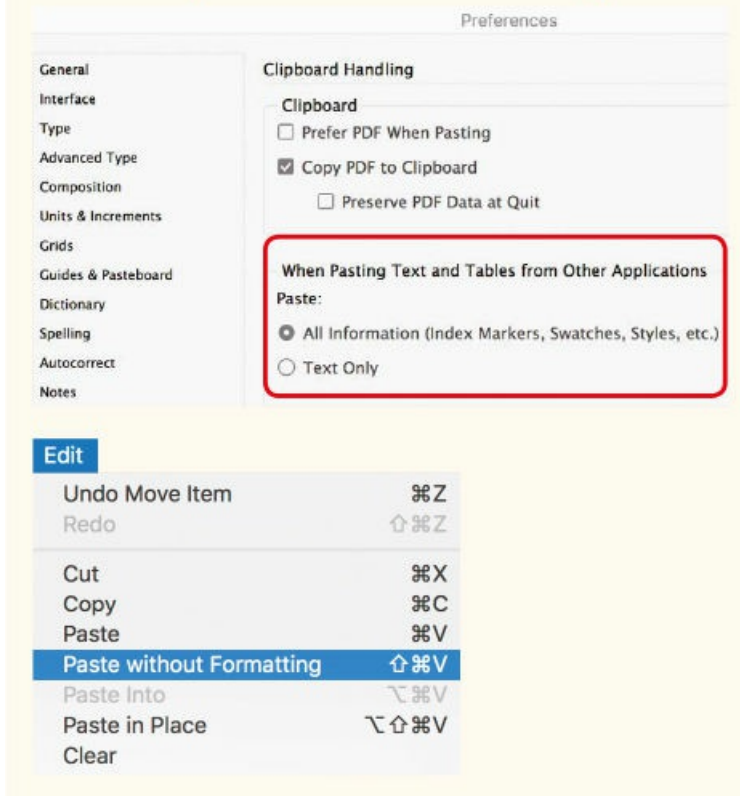 Preferences
General
Interface
Type
Advanced Type
Composition
Units & Increments
Grids
Guides & Pasteboard
Dictionary
Spelling
Autocorrect
Notes
Clipboard Handling
Clipboard
Prefer PDF When Pasting
Copy PDF to Clipboard
Preserve PDF Data at Quit
When Pasting Text and Tables from Other Applications
Paste:
All Information (Index Markers, Swatches, Styles, etc.)
Text Only
Edit
Undo Move Item ⌘Z
Redo ⇧⌘Z
Cut ⌘X
Copy ⌘C
Paste ⌘V
Paste without Formatting ⇧⌘V
Paste Into ⌥⌘V
Paste in Place ⌥⇧⌘V
Clear